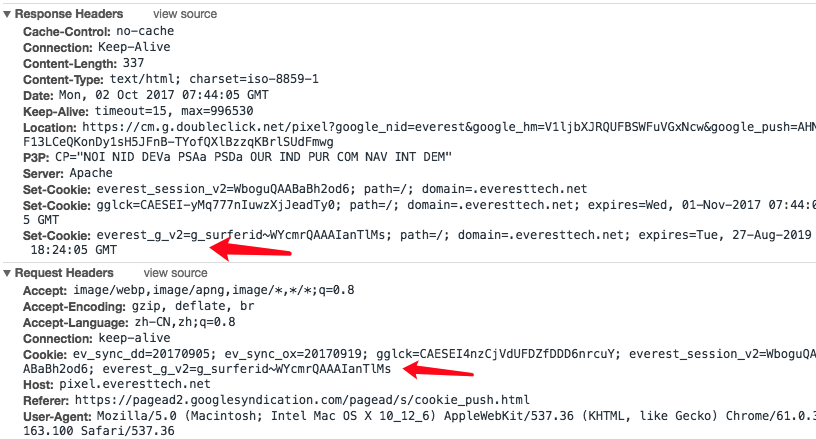 ▼ Response Headers view source
Cache-Control: no-cache
Connection: Keep-Alive
Content-Length: 337
Content-Type: text/html; charset=iso-8859-1
Date: Mon, 02 Oct 2017 07:44:05 GMT
Keep-Alive: timeout=15, max=996530
Location: https://cm.g.doubleclick.net/pixel?google_nid=everest&google_hm=V1ljbXJRQUFBSWFuVGxNcw&google_push=AHN
F13LCeQKonDy1sH5JFnB-TYofQXlBzzqKBrlSUdFmwg
P3P: CP="NOI NID DEVa PSAa PSDa OUR IND PUR COM NAV INT DEM"
Server: Apache
Set-Cookie: everest_session_v2=WboguQAABaBh2od6; path=/; domain=.everesttech.net
Set-Cookie: gglck=CAESEI-yMq777nIuwzXjJeadTy0; path=/; domain=.everesttech.net; expires=Wed, 01-Nov-2017 07:44:0
5 GMT
Set-Cookie: everest_g_v2=g_surferid~WYcmrQAAAIanTlMs; path=/; domain=.everesttech.net; expires=Tue, 27-Aug-2019
18:24:05 GMT
▼ Request Headers view source
Accept: image/webp,image/apng,image/*,*/*;q=0.8
Accept-Encoding: gzip, deflate, br
Accept-Language: zh-CN,zh;q=0.8
Connection: keep-alive
Cookie: ev_sync_dd=20170905; ev_sync_ox=20170919; gglck=CAESEI4nzCjVdUFDZfDDD6nrcuY; everest_session_v2=WboguQA
ABaBh2od6; everest_g_v2=g_surferid~WYcmrQAAAIanTlMs
Host: pixel.everesttech.net
Referer: https://pagead2.googlesyndication.com/pagead/s/cookie_push.html
User-Agent: Mozilla/5.0 (Macintosh; Intel Mac OS X 10_12_6) AppleWebKit/537.36 (KHTML, like Gecko) Chrome/61.0.3
163.100 Safari/537.36